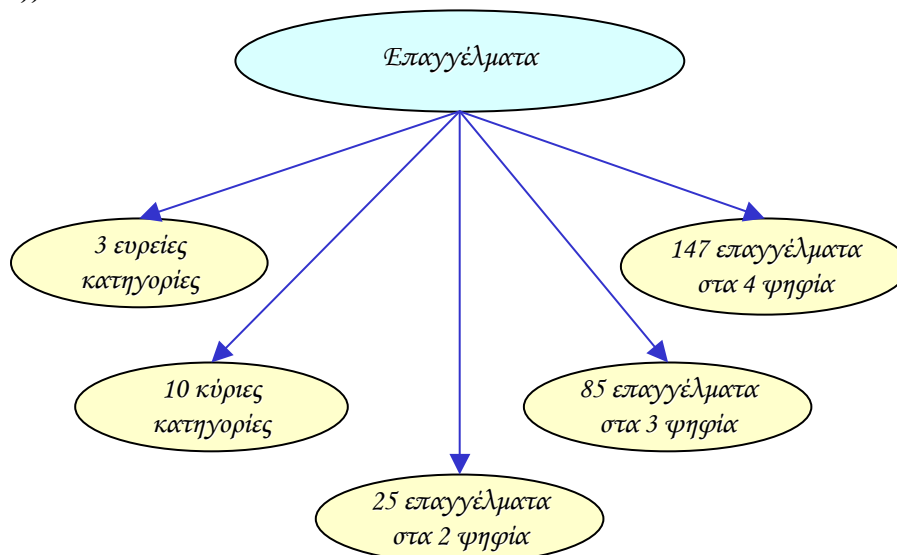 Επαγγέλματα
3 ευρείες
κατηγορίες
147 επαγγέλματα
στα 4 ψηφία
10 κύριες
κατηγορίες
85 επαγγέλματα
στα 3 ψηφία
25 επαγγέλματα
στα 2 ψηφία